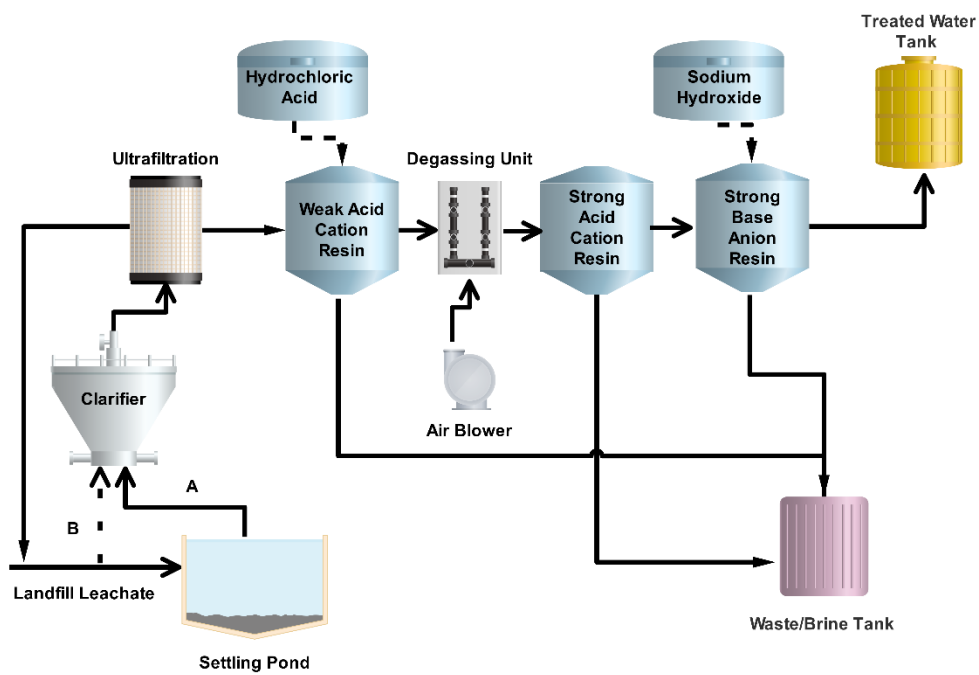 Treated Water
Tank
Hydrochloric
Acid
Sodium
Hydroxide
Ultrafiltration
Degassing Unit
Weak Acid
Cation
Resin
Strong
Acid
Cation
Resin
Strong
Base
Anion
Resin
Clarifier
Air Blower
A
B
Landfill Leachate
Settling Pond
Waste/Brine Tank